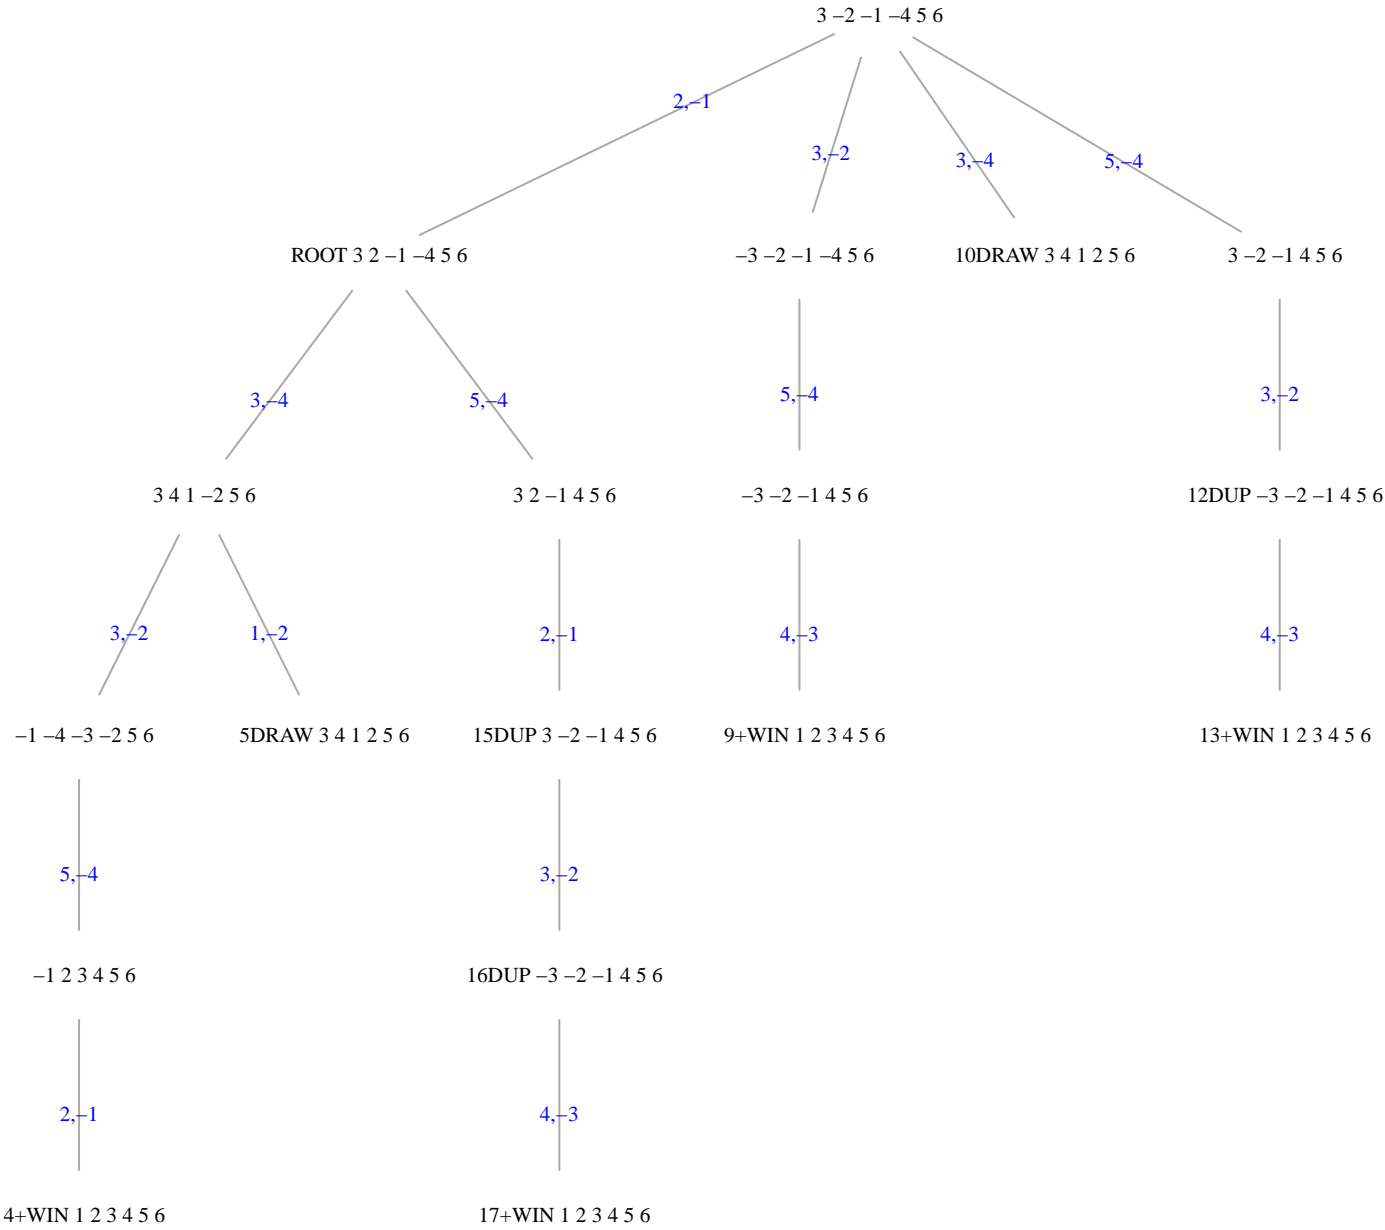 3 −2 −1 −4 5 6
2,−1
3,−2
3,−4
5,−4
ROOT 3 2 −1 −4 5 6
−3 −2 −1 −4 5 6
10DRAW 3 4 1 2 5 6
3 −2 −1 4 5 6
3,−4
5,−4
5,−4
3,−2
3 4 1 −2 5 6
3 2 −1 4 5 6
−3 −2 −1 4 5 6
12DUP −3 −2 −1 4 5 6
3,−2
1,−2
2,−1
4,−3
4,−3
−1 −4 −3 −2 5 6
5DRAW 3 4 1 2 5 6
15DUP 3 −2 −1 4 5 6
9+WIN 1 2 3 4 5 6
13+WIN 1 2 3 4 5 6
5,−4
3,−2
−1 2 3 4 5 6
16DUP −3 −2 −1 4 5 6
2,−1
4,−3
4+WIN 1 2 3 4 5 6
17+WIN 1 2 3 4 5 6